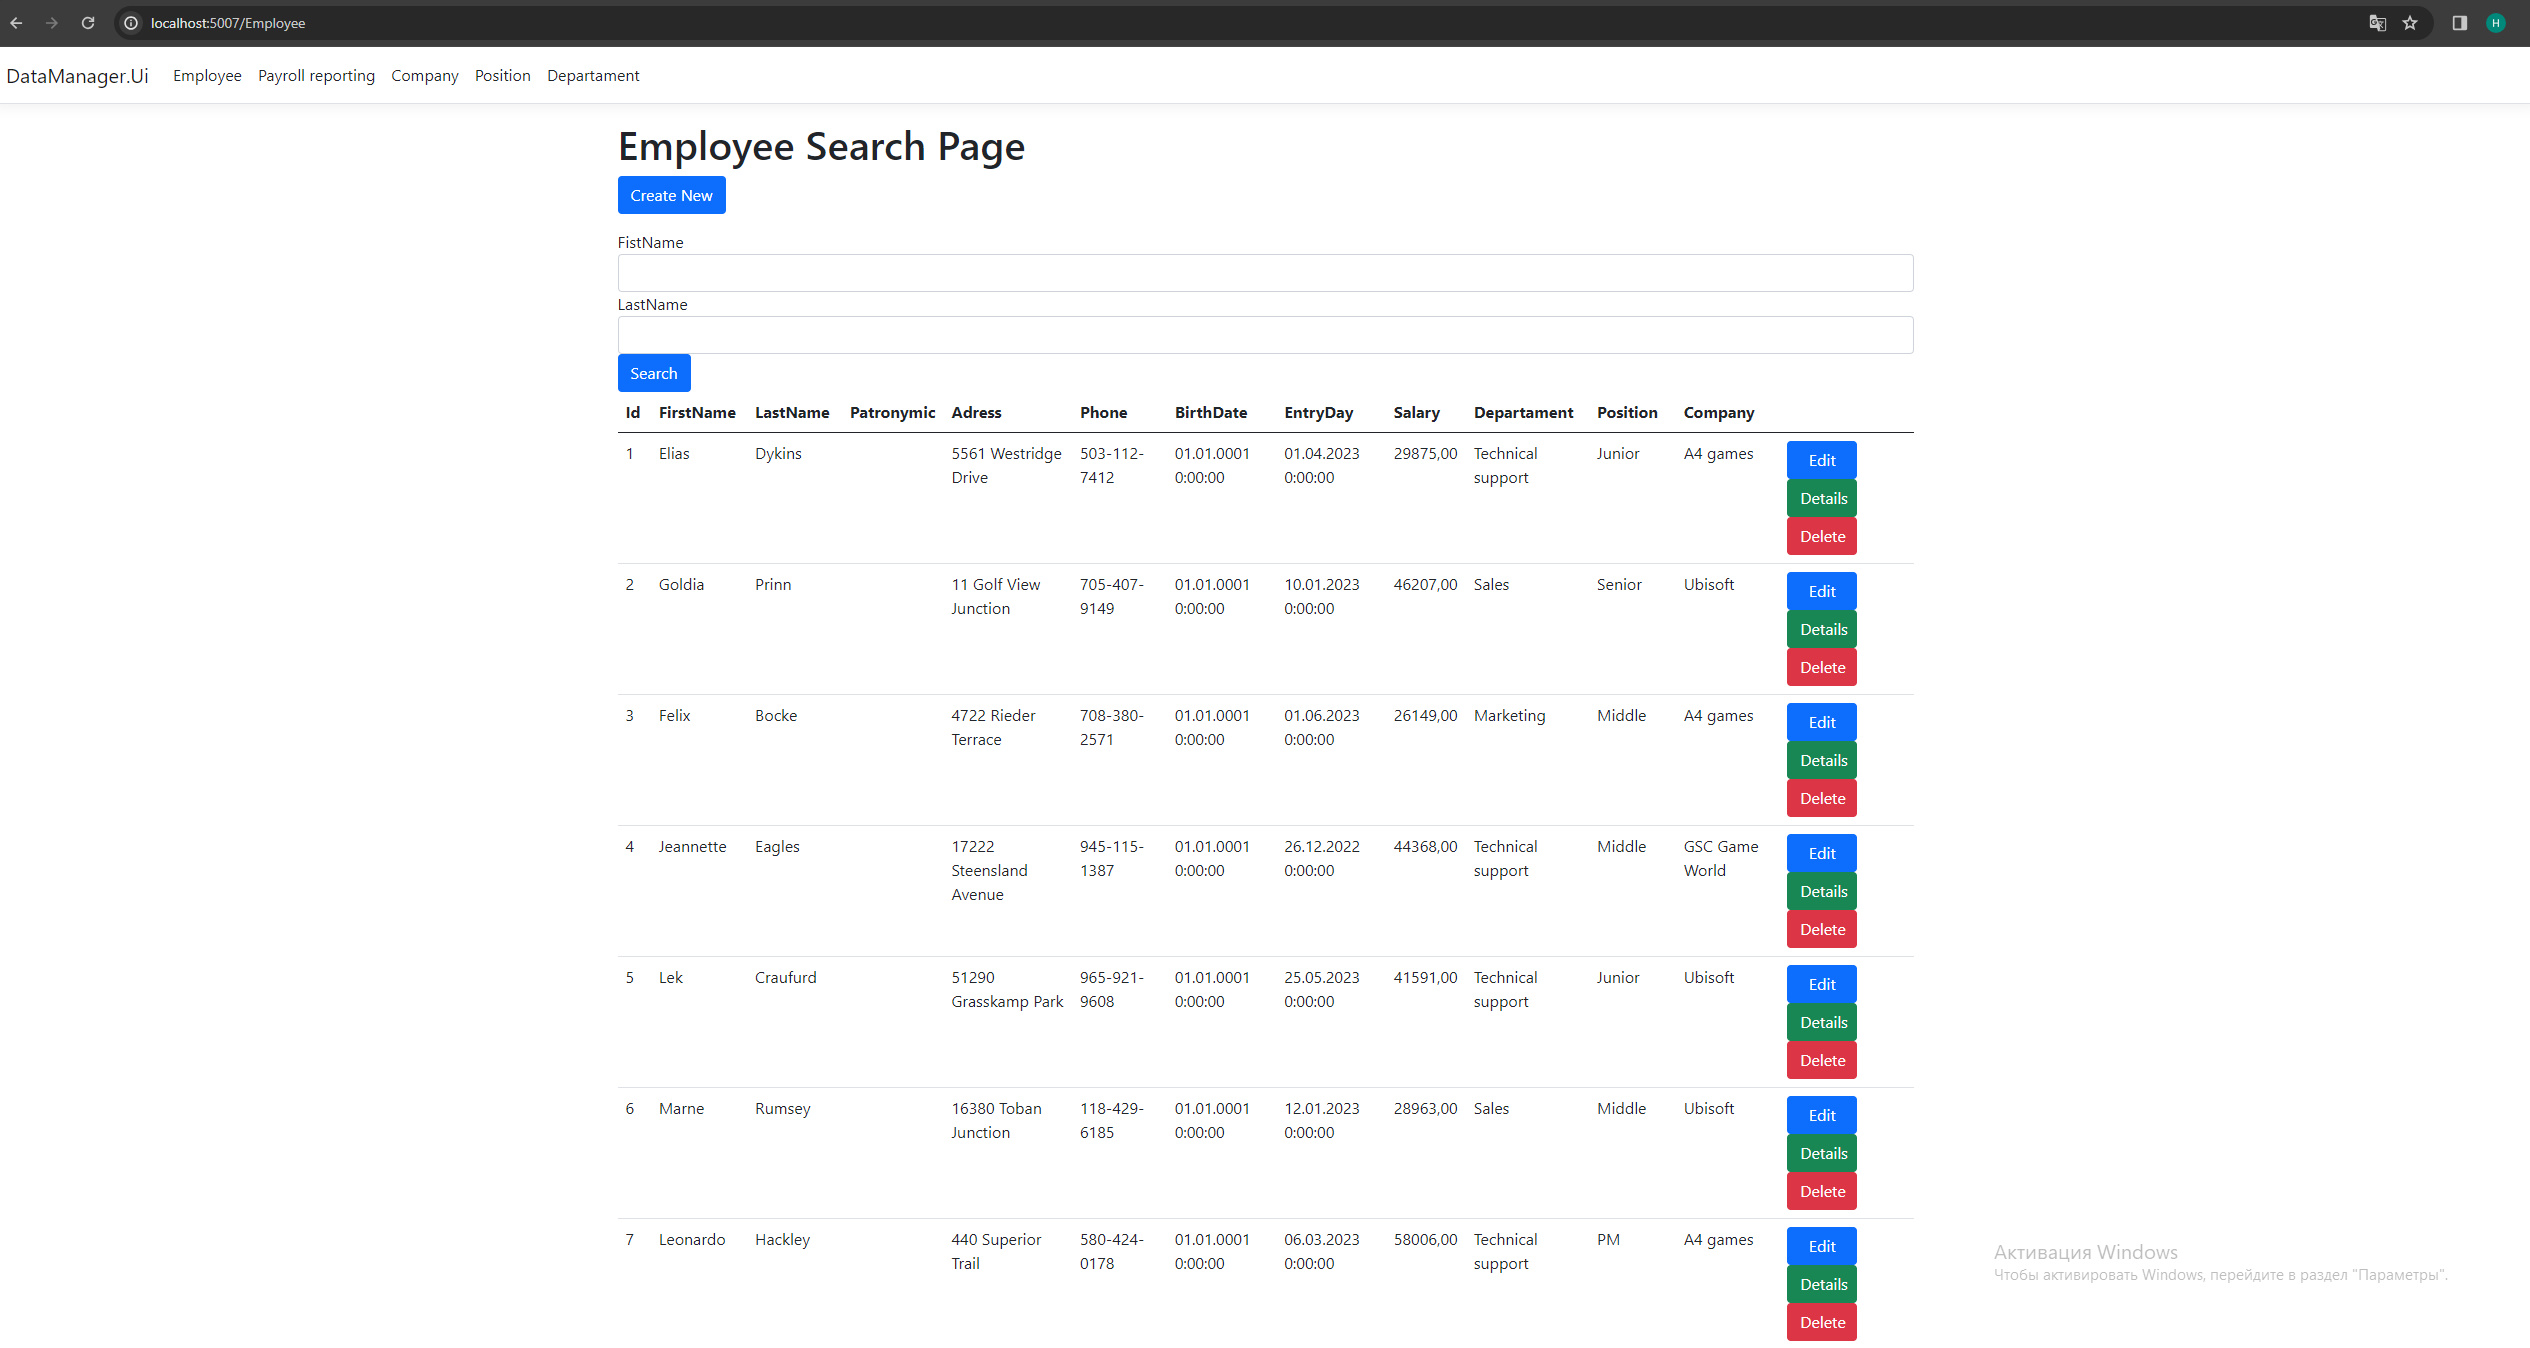 localhost:5007/Employee
H
DataManager.Ui Employee Payroll reporting Company Position Departament
Employee Search Page
Create New
FistName
LastName
Search
Id FirstName LastName Patronymic Adress Phone BirthDate EntryDay Salary Departament Position Company
1 Elias Dykins 5561 Westridge 503-112- 01.01.0001 01.04.2023 29875,00 Technical Junior A4 games Edit
Drive 7412 0:00:00 0:00:00 support
Details
Delete
2 Goldia Prinn 11 Golf View 705-407- 01.01.0001 10.01.2023 46207,00 Sales Senior Ubisoft Edit
Junction 9149 0:00:00 0:00:00
Details
Delete
3 Felix Bocke 4722 Rieder 708-380- 01.01.0001 01.06.2023 26149,00 Marketing Middle A4 games Edit
Terrace 2571 0:00:00 0:00:00
Details
Delete
4 Jeannette Eagles 17222 945-115- 01.01.0001 26.12.2022 44368,00 Technical Middle GSC Game Edit
Steensland 1387 0:00:00 0:00:00 support World
Avenue Details
Delete
5 Lek Craufurd 51290 965-921- 01.01.0001 25.05.2023 41591,00 Technical Junior Ubisoft Edit
Grasskamp Park 9608 0:00:00 0:00:00 support
Details
Delete
6 Marne Rumsey 16380 Toban 118-429- 01.01.0001 12.01.2023 28963,00 Sales Middle Ubisoft Edit
Junction 6185 0:00:00 0:00:00
Details
Delete
7 Leonardo Hackley 440 Superior 580-424- 01.01.0001 06.03.2023 58006,00 Technical PM A4 games Edit
Trail 0178 0:00:00 0:00:00 support
Details
Delete
Активация Windows
Чтобы активировать Windows, перейдите в раздел "Параметры".